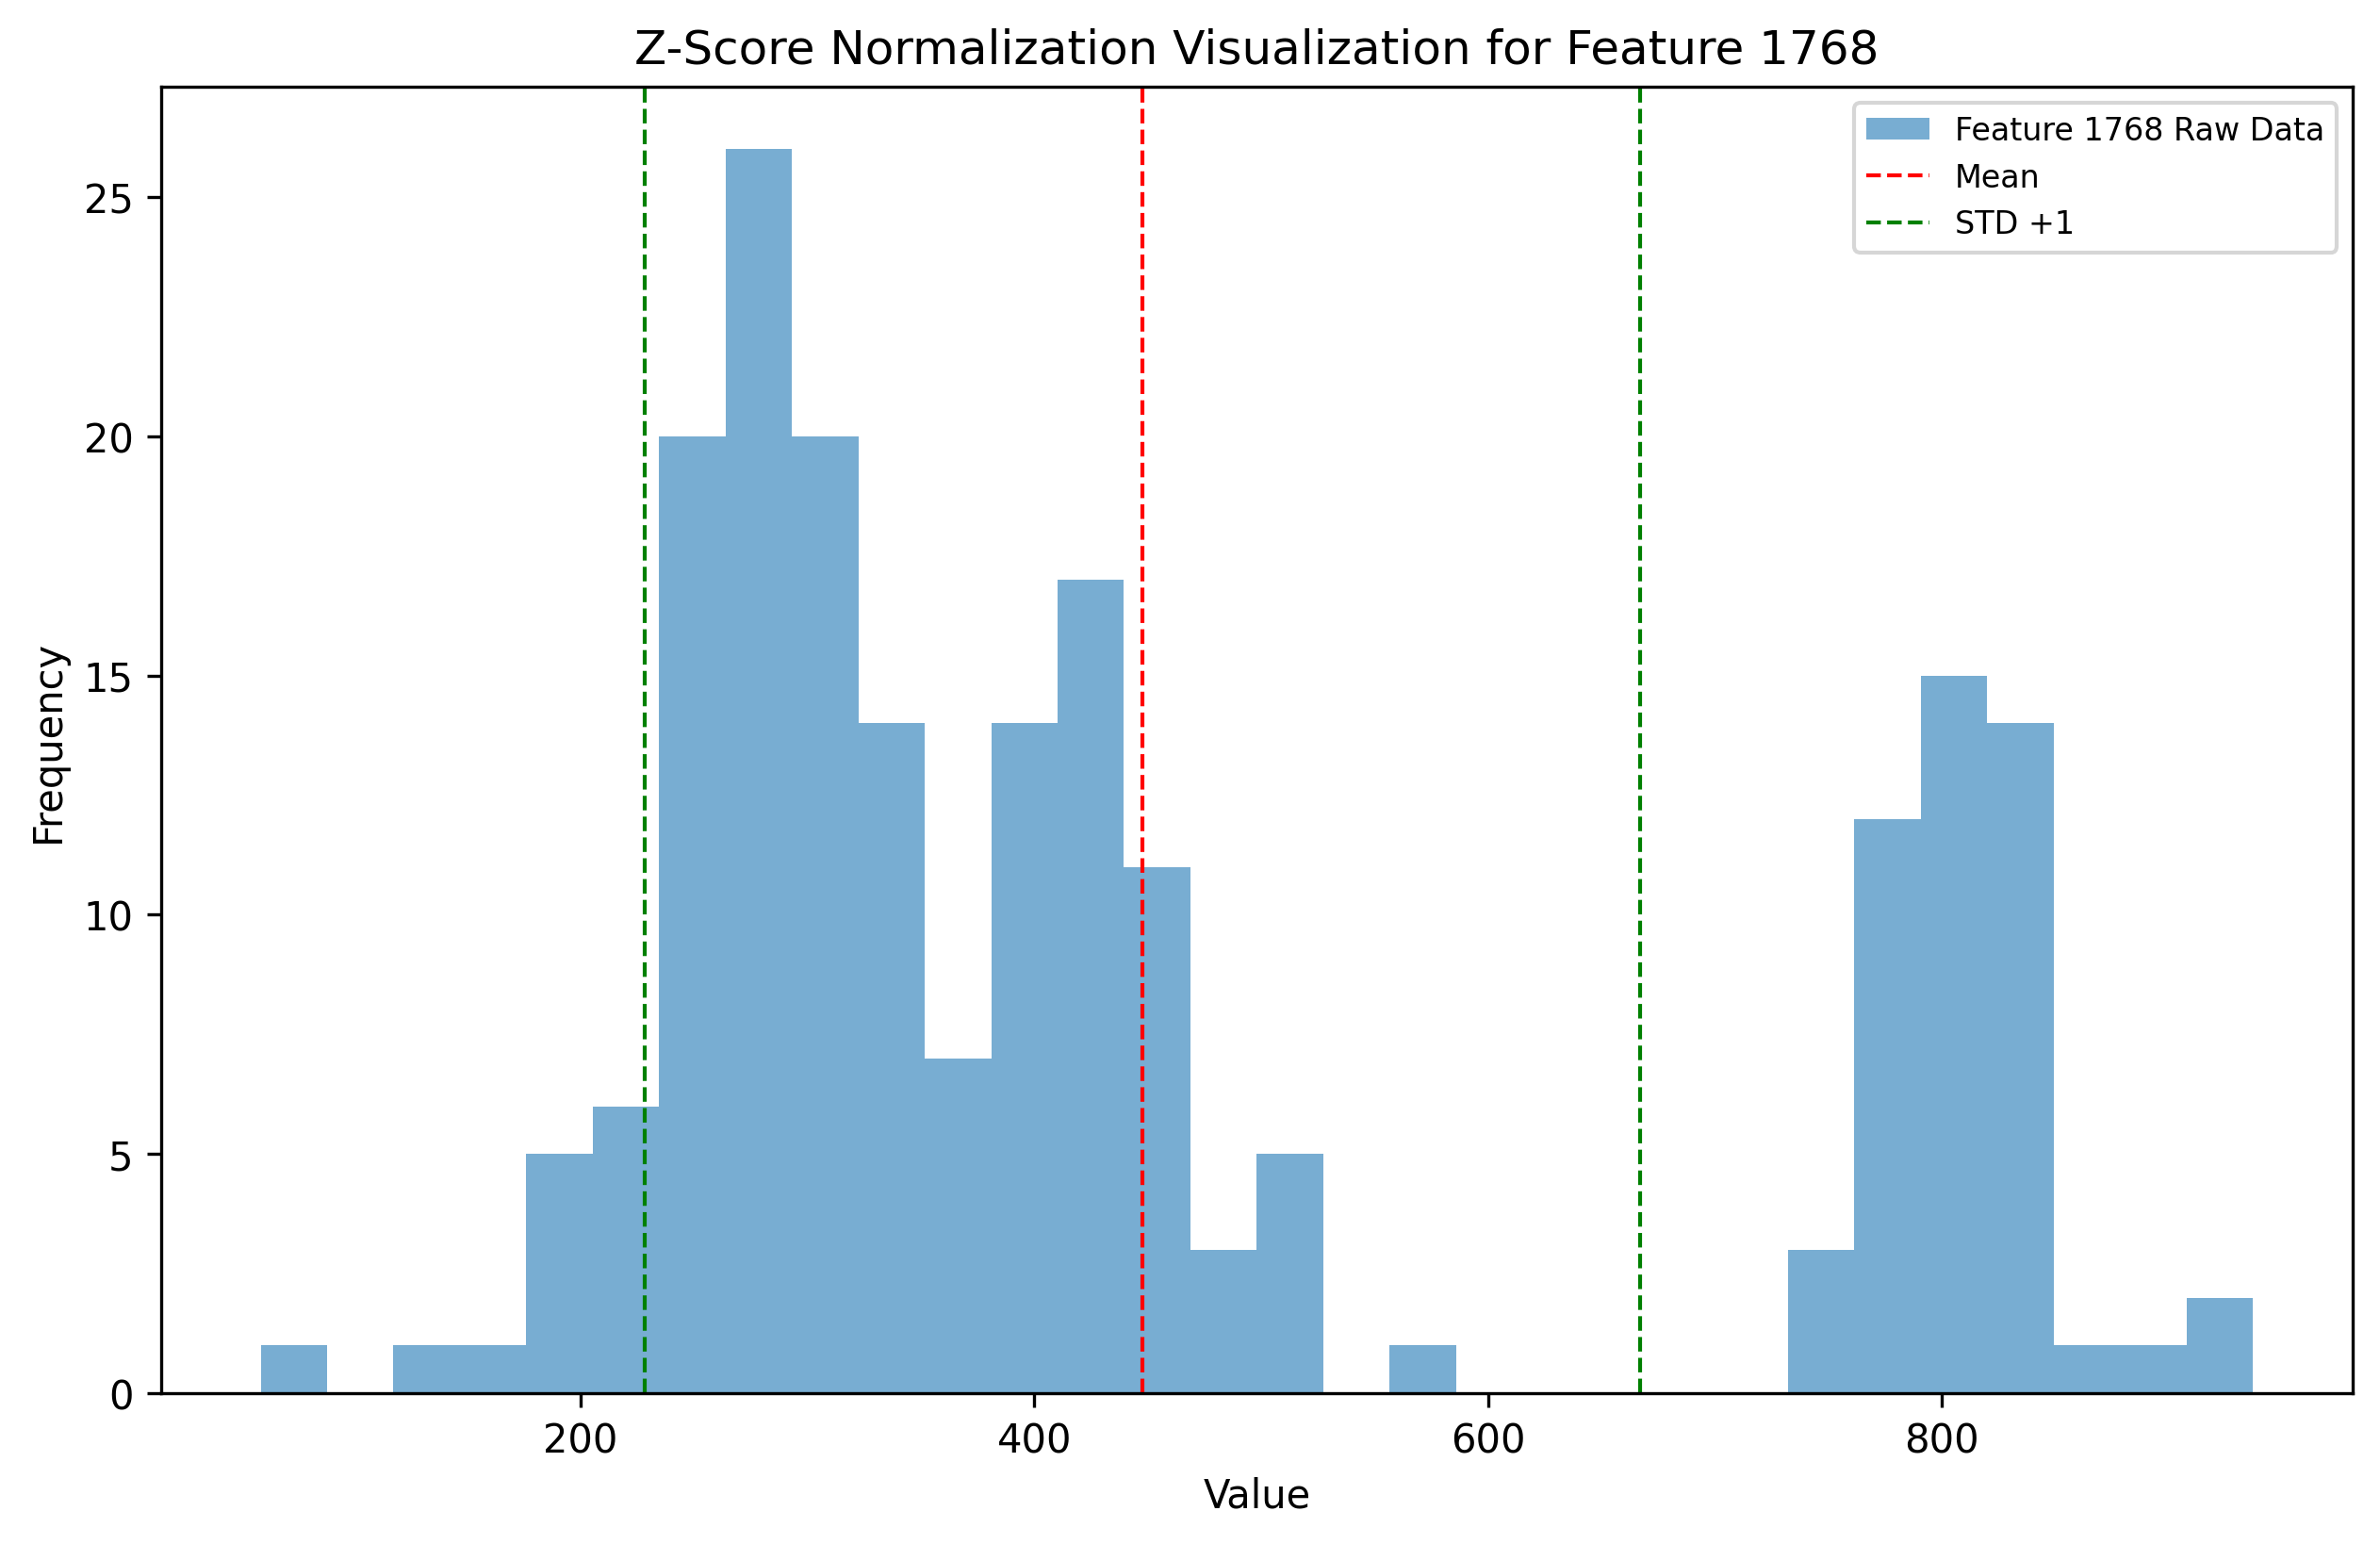 Z-Score Normalization Visualization for Feature 1768
Feature 1768 Raw Data
Mean
STD +1
Frequency
25
20
15
10
5
0
200 400 600 800
Value